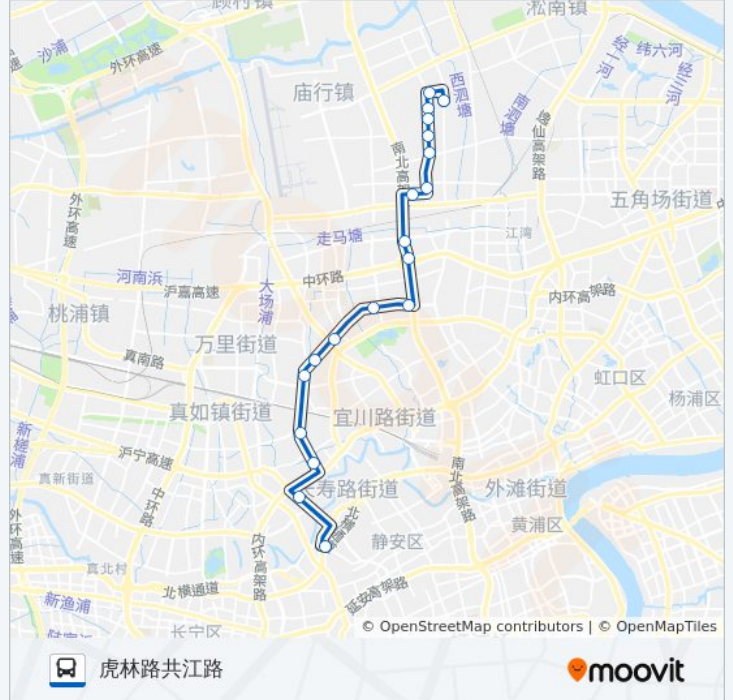 顾村镇
淞南镇
沙浦
外环高速
经一河
纬六河
经三河
庙行镇
西泗塘
南泗塘
逸仙高架路
外环高速
五角场街道
走马塘
江湾
河南浜
沪嘉高速
大场浦
中环路
内环高架路
桃浦镇
万里街道
真南路
虹口区
杨浦区
真如镇街道
宜川路街道
新槎浦
沪宁高速
真新街道
中环路
长寿路街道
南北高架路
外滩街道
外环高速
内环高架路
静安区
黄浦区
真北村
北横通道
延安高架路
新渔浦
长宁区
© OpenStreetMap contributors | © OpenMapTiles
虎林路共江路
moovit